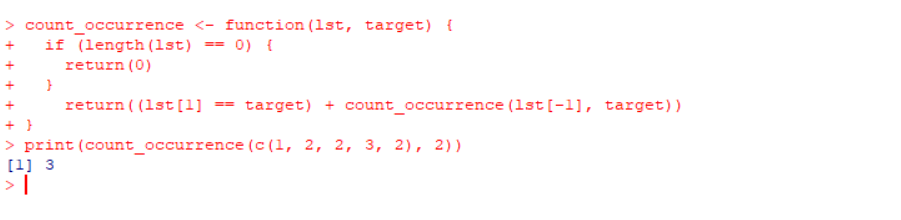 > count_occurrence <- function(lst, target) {
+   if (length(lst) == 0) {
+     return(0)
+   }
+     return((lst[1] == target) + count_occurrence(lst[-1], target))
+ }
> print(count_occurrence(c(1, 2, 2, 3, 2), 2))
[1] 3
>